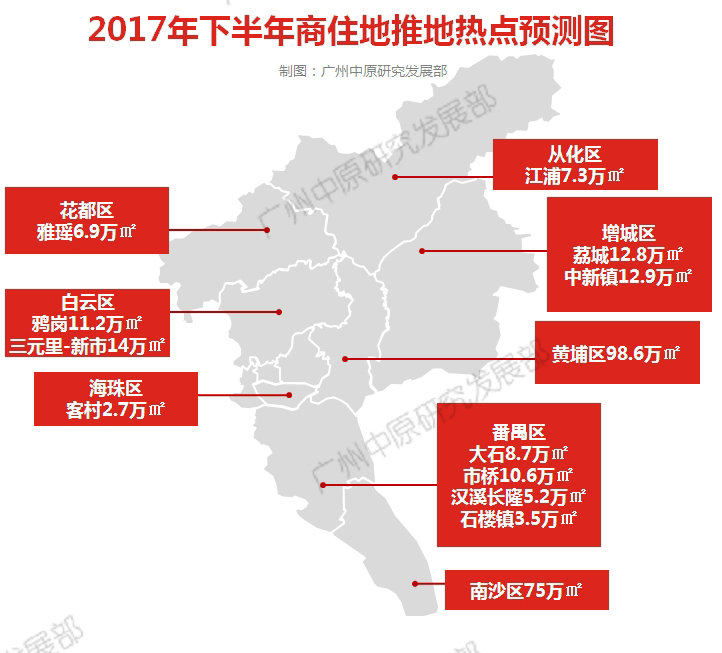 2017年下半年商住地推地热点预测图
制图：广州中原研究发展部
从化区
江浦7.3万㎡
花都区
雅瑶6.9万㎡
增城区
荔城12.8万㎡
中新镇12.9万㎡
白云区
鸦岗11.2万㎡
三元里-新市14万㎡
黄埔区98.6万㎡
海珠区
客村2.7万㎡
番禺区
大石8.7万㎡
市桥10.6万㎡
汉溪长隆5.2万㎡
石楼镇3.5万㎡
南沙区75万㎡
广州中原研究发展部
广州中原研究发展部
发展部